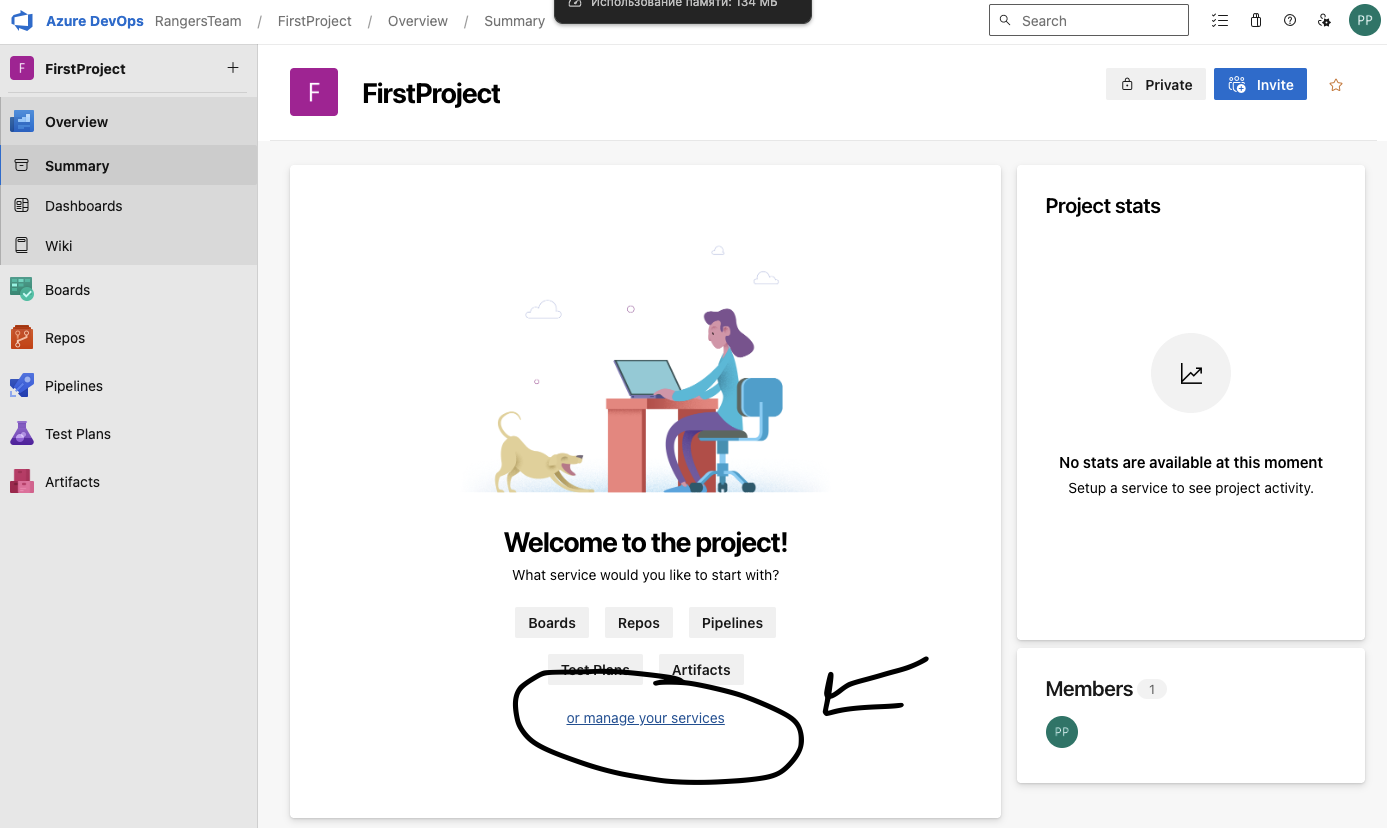 Использование памяти: 134 МБ
Azure DevOps RangersTeam / FirstProject / Overview / Summary
Search
PP
F FirstProject +
Overview
Summary
Dashboards
Wiki
Boards
Repos
Pipelines
Test Plans
Artifacts
F FirstProject
Private
Invite
Welcome to the project!
What service would you like to start with?
Boards Repos Pipelines
Test Plans Artifacts
or manage your services
Project stats
No stats are available at this moment
Setup a service to see project activity.
Members 1
PP